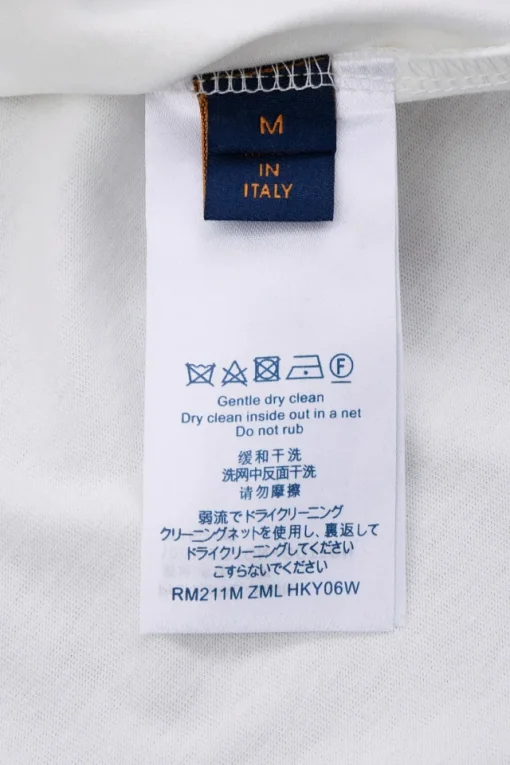 M
IN
ITALY
F
Gentle dry clean
Dry clean inside out in a net
Do not rub
缓和干洗
洗网中反面干洗
请勿摩擦
弱流でドライクリーニング
クリーニングネットを使用し、裏返して
ドライクリーニングしてください
こすらないでください
RM211M ZML HKY06W